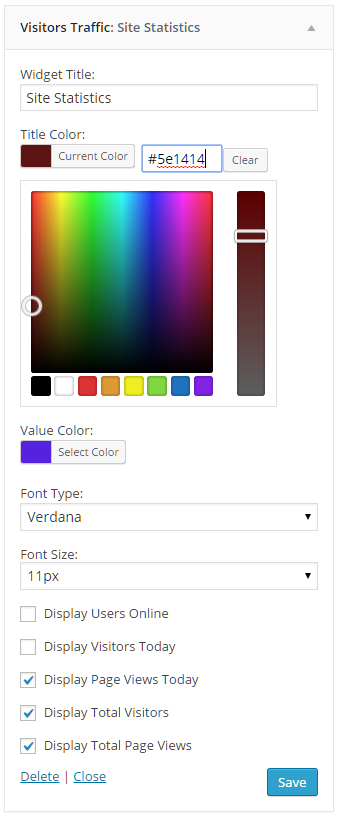 Visitors Traffic: Site Statistics
Widget Title:
Site Statistics
Title Color:
Current Color #5e1414 Clear
Value Color:
Select Color
Font Type:
Verdana
Font Size:
11px
Display Users Online
Display Visitors Today
Display Page Views Today
Display Total Visitors
Display Total Page Views
Delete | Close Save